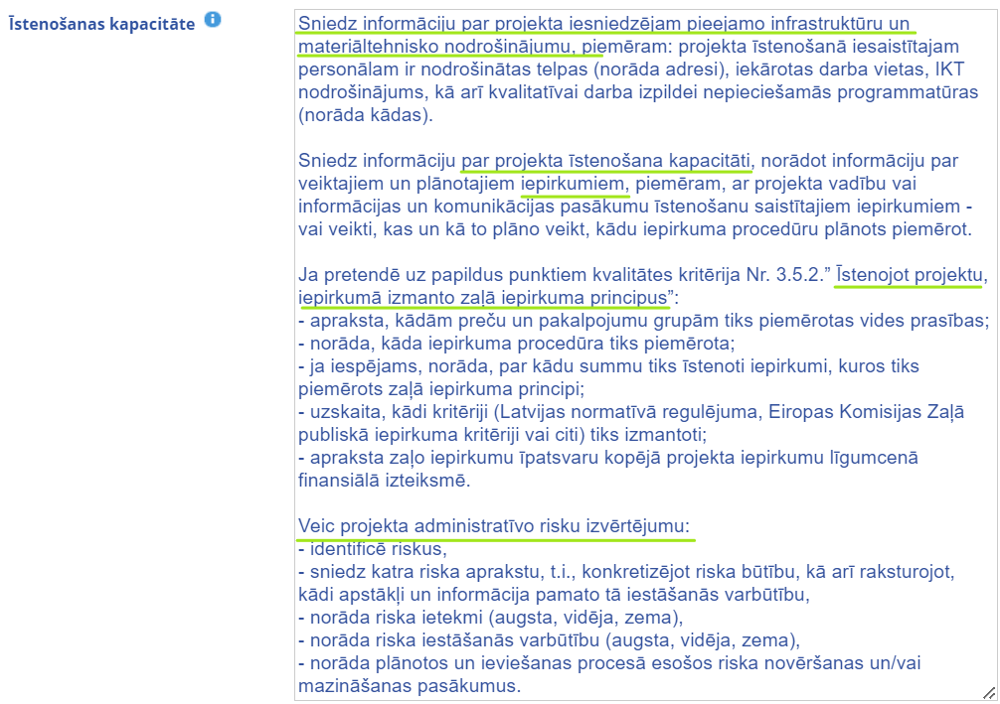 Īstenošanas kapacitāte
Sniedz informāciju par projekta iesniedzējam pieejamo infrastruktūru un
materiāltehnisko nodrošinājumu, piemēram: projekta īstenošanā iesaistītajam
personālam ir nodrošinātas telpas (norāda adresi), iekārotas darba vietas, IKT
nodrošinājums, kā arī kvalitatīvai darba izpildei nepieciešamās programmatūras
(norāda kādas).
Sniedz informāciju par projekta īstenošana kapacitāti, norādot informāciju par
veiktajiem un plānotajiem iepirkumiem, piemēram, ar projekta vadību vai
informācijas un komunikācijas pasākumu īstenošanu saistītajiem iepirkumiem -
vai veikti, kas un kā to plāno veikt, kādu iepirkuma procedūru plānots piemērot.
Ja pretendē uz papildus punktiem kvalitātes kritērija Nr. 3.5.2.” Īstenojot projektu,
iepirkumā izmanto zaļā iepirkuma principus”:
- apraksta, kādām preču un pakalpojumu grupām tiks piemērotas vides prasības;
- norāda, kāda iepirkuma procedūra tiks piemērota;
- ja iespējams, norāda, par kādu summu tiks īstenoti iepirkumi, kuros tiks
piemērots zaļā iepirkuma principi;
- uzskaita, kādi kritēriji (Latvijas normatīvā regulējuma, Eiropas Komisijas Zaļā
publiskā iepirkuma kritēriji vai citi) tiks izmantoti;
- apraksta zaļo iepirkumu īpatsvaru kopējā projekta iepirkumu līgumcenā
finansiālā izteiksmē.
Veic projekta administratīvo risku izvērtējumu:
- identificē riskus,
- sniedz katra riska aprakstu, t.i., konkretizējot riska būtību, kā arī raksturojot,
kādi apstākļi un informācija pamato tā iestāšanās varbūtību,
- norāda riska ietekmi (augsta, vidēja, zema),
- norāda riska iestāšanās varbūtību (augsta, vidēja, zema),
- norāda plānotos un ieviešanas procesā esošos riska novēršanas un/vai
mazināšanas pasākumus.